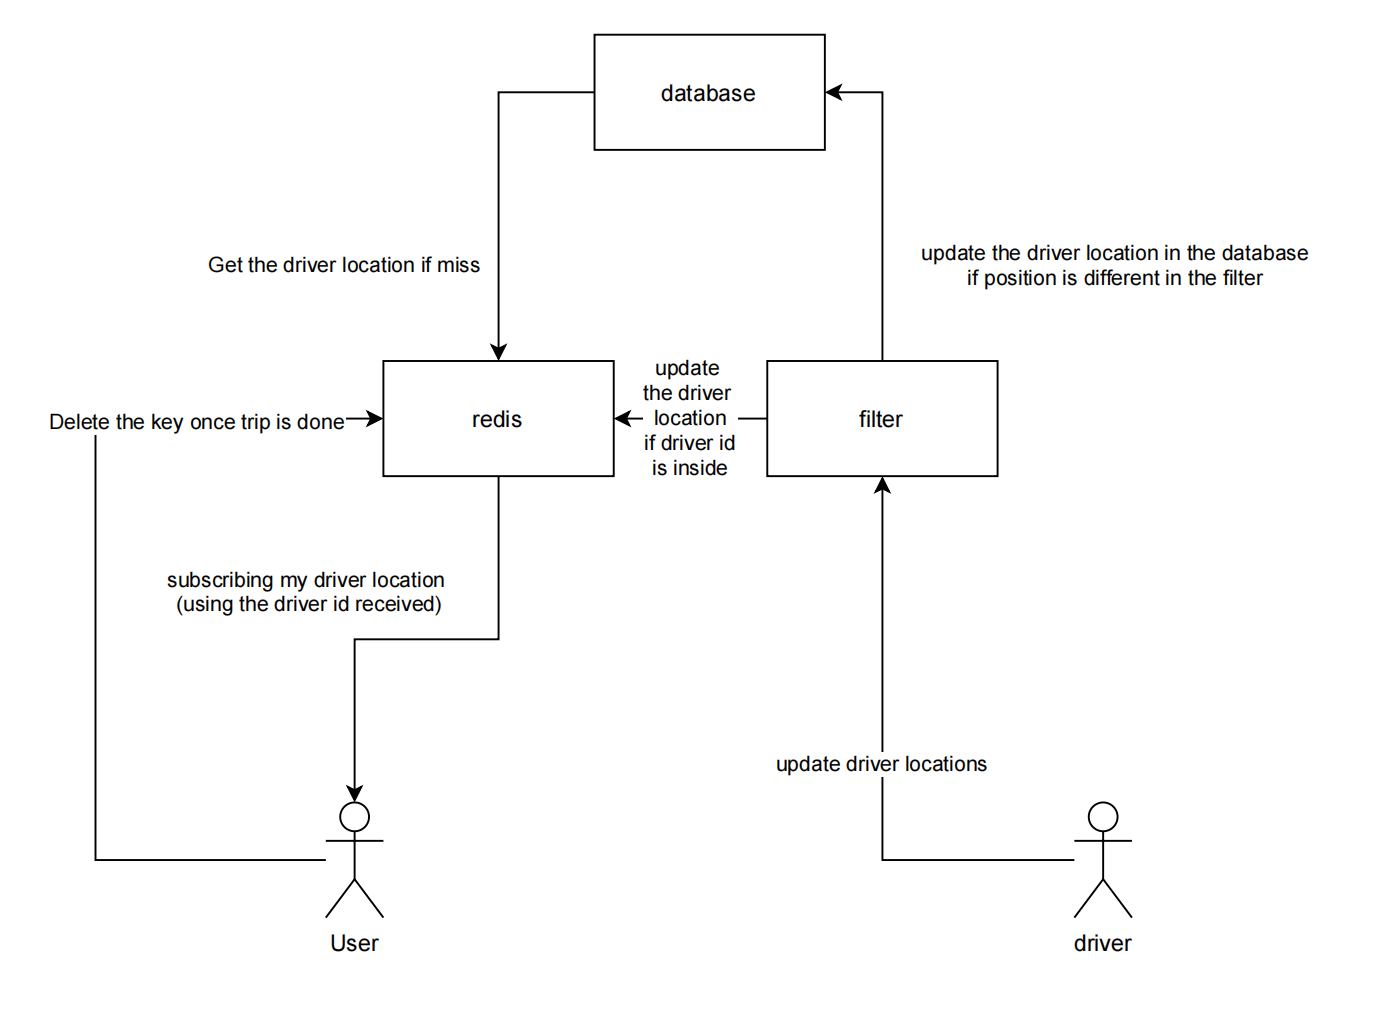 database
Get the driver location if miss
update the driver location in the database
if position is different in the filter
Delete the key once trip is done
redis
update
the driver
location
if driver id
is inside
filter
subscribing my driver location
(using the driver id received)
update driver locations
User
driver